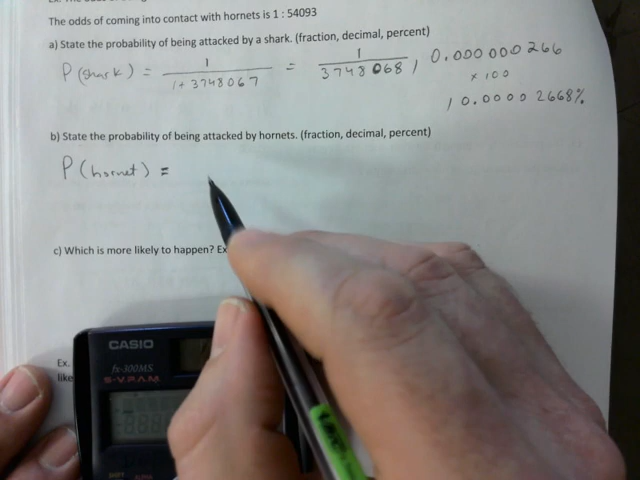 The odds of coming into contact with hornets is 1 : 54093
a) State the probability of being attacked by a shark. (fraction, decimal, percent)
P(shark) = 1 / 1+3748067 = 1 / 3748068, 0.000000266
x 100
, 0.00002668%
b) State the probability of being attacked by hornets. (fraction, decimal, percent)
P(hornet) =
c) Which is more likely to happen? Ex
Ex.
like
CASIO
fx-300MS
S-V.P.A.M.